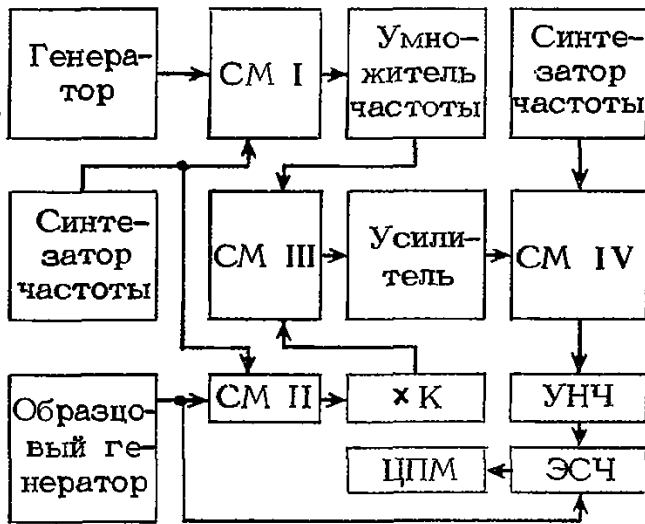 Генера-
тор
СМ I
Умно-
житель
частоты
Синте-
затор
частоты
Синте-
затор
частоты
СМ III
Усили-
тель
СМ IV
Образцо-
вый ге-
нератор
СМ II
×К
УНЧ
ЦПМ
ЭСЧ